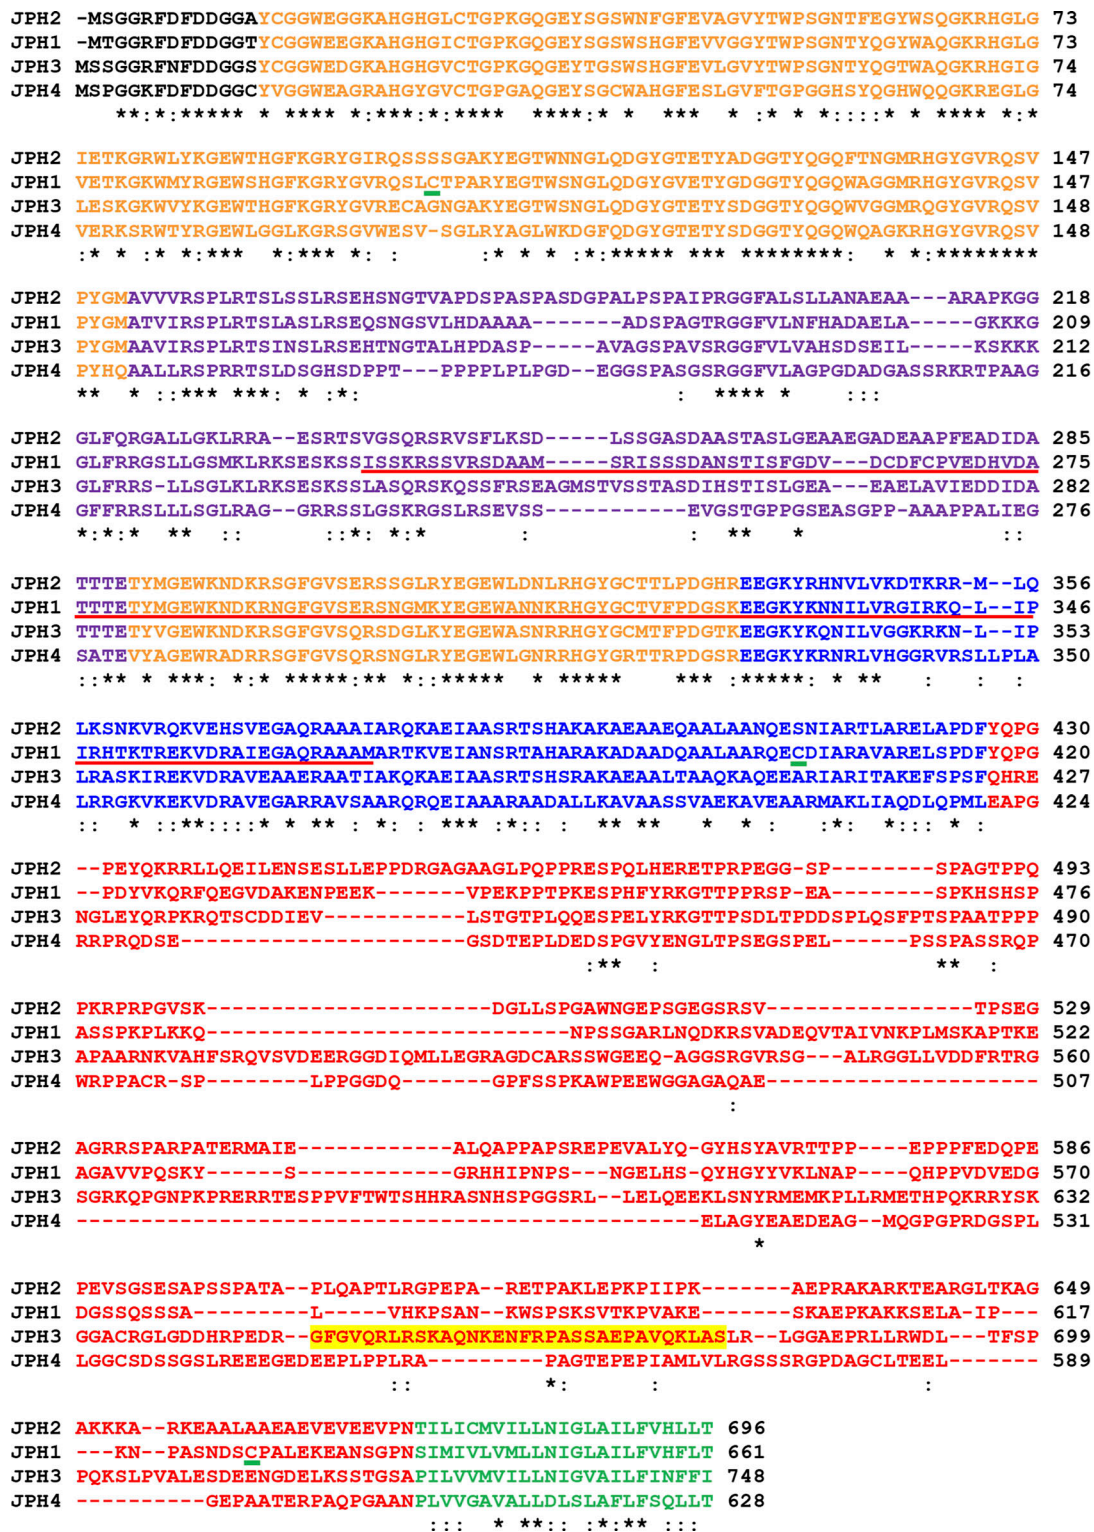 JPH2 -MSGGRFDFDDGGAYCGGWEGGKAHGHGLCTGPKGQGEYSGSWNFGFEVAGVYTWPSGNTFEGYWSQGKRHGLG 73
JPH1 -MTGGRFDFDDGGTYCGGWEEGKAHGHGICTGPKGQGEYSGSWSHGFEVVGGYTWPSGNTYQGYWAQGKRHGLG 73
JPH3 MSSGGRFNFDDGGSYCGGWEDGKAHGHGVCTGPKGQGEYTGSWSHGFEVLGVYTWPSGNTYQGTWAQGKRHGIG 74
JPH4 MSPGGKFDFDDGGCYVGGWEAGRAHGYGVCTGPGAQGEYSGCWAHGFESLGVFTGPGGHSYQGHWQQGKREGLG 74
**:*:***** * **** *:***:*:**** **** * * *** * :* * *:::: * * **** *:*
JPH2 IETKGRWLYKGEWTHGFKGRYGIRQSSSSGAKYEGTWNNGLQDGYGTETYADGGTYQGQFTNGMRHGYGVRQSV 147
JPH1 VETKGKWMYRGEWSHGFKGRYGVRQSLCTPARYEGTWSNGLQDGYGVETYGDGGTYQGQWAGGMRHGYGVRQSV 147
JPH3 LESKGKWVYKGEWTHGFKGRYGVRECAGNGAKYEGTWSNGLQDGYGTETYSDGGTYQGQWVGGMRQGYGVRQSV 148
JPH4 VERKSRWTYRGEWLGGLKGRSGVWESV-SGLRYAGLWKDGFQDGYGTETYSDGGTYQGQWQAGKRHGYGVRQSV 148
:* * :* *:*** *:*** *: : :* * *::*:***** *** ********: * *:********
JPH2 PYGMAVVVRSPLRTSLSSLRSEHSNGTVAPDSPASPASDGPALPSPAIPRGGFALSLLANAEAA---ARAPKGG 218
JPH1 PYGMATVIRSPLRTSLASLRSEQSNGSVLHDAAAA-------ADSPAGTRGGFVLNFHADAELA-----GKKKG 209
JPH3 PYGMAAVIRSPLRTSINSLRSEHTNGTALHPDASP-----AVAGSPAVSRGGFVLVAHSDSEIL-----KSKKK 212
JPH4 PYHQAALLRSPRRTSLDSGHSDPPT---PPPPLPLPGD--EGGSPASGSRGGFVLAGPGDADGASSRKRTPAAG 216
** * ::*** ***: * :*: : **** * :::
JPH2 GLFQRGALLGKLRRA--ESRTSVGSQRSRVSFLKSD-----LSSGASDAASTASLGEAAEGADEAAPFEADIDA 285
JPH1 GLFRRGSLLGSMKLRKSESKSSISSKRSSVRSDAAM-----SRISSSDANSTISFGDV---DCDFCPVEDHVDA 275
JPH3 GLFRRS-LLSGLKLRKSESKSSLASQRSKQSSFRSEAGMSTVSSTASDIHSTISLGEA---EAELAVIEDDIDA 282
JPH4 GFFRRSLLLSGLRAG--GRRSSLGSKRGSLRSEVSS-----------EVGSTGPPGSEASGPP-AAAPPALIEG 276
*:*:* ** :: ::*: *:* : : ** * ::
JPH2 TTTETYMGEWKNDKRSGFGVSERSSGLRYEGEWLDNLRHGYGCTTLPDGHREEGKYRHNVLVKDTKRR-M--LQ 356
JPH1 TTTETYMGEWKNDKRNGFGVSERSNGMKYEGEWANNKRHGYGCTVFPDGSKEEGKYKNNILVRGIRKQ-L--IP 346
JPH3 TTTETYVGEWKNDKRSGFGVSQRSDGLKYEGEWASNRRHGYGCMTFPDGTKEEGKYKQNILVGGKRKN-L--IP 353
JPH4 SATEVYAGEWRADRRSGFGVSQRSNGLRYEGEWLGNRRHGYGRTTRPDGSREEGKYKRNRLVHGGRVRSLLPLA 350
::** * ***: *:* *****:** *::***** * ****** *** :*****: * ** : : :
JPH2 LKSNKVRQKVEHSVEGAQRAAAIARQKAEIAASRTSHAKAKAEAAEQAALAANQESNIARTLARELAPDFYQPG 430
JPH1 IRHTKTREKVDRAIEGAQRAAAMARTKVEIANSRTAHARAKADAADQAALAARQECDIARAVARELSPDFYQPG 420
JPH3 LRASKIREKVDRAVEAAERAATIAKQKAEIAASRTSHSRAKAEAALTAAQKAQEEARIARITAKEFSPSFQHRE 427
JPH4 LRRGKVKEKVDRAVEGARRAVSAARQRQEIAAARAADALLKAVAASSVAEKAVEAARMAKLIAQDLQPMLEAPG 424
:: * ::**::::* * ** : *: : *** :*:: : ** ** * * : :*: *::: * :
JPH2 --PEYQKRRLLQEILENSESLLEPPDRGAGAAGLPQPPRESPQLHERETPRPEGG-SP-------SPAGTPPQ 493
JPH1 --PDYVKQRFQEGVDAKENPEEK-------VPEKPPTPKESPHFYRKGTTPPRSP-EA-------SPKHSHSP 476
JPH3 NGLEYQRPKRQTSCDDIEV-----------LSTGTPLQQESPELYRKGTTPSDLTPDDSPLQSFPTSPAATPPP 490
JPH4 RRPRQDSE----------------------GSDTEPLDEDSPGVYENGLTPSEGSPEL------PSSPASSRQP 470
:** : ** :
JPH2 PKRPRPGVSK----------------------DGLLSPGAWNGEPSGEGSRSV----------------TPSEG 529
JPH1 ASSPKPLKKQ----------------------------NPSSGARLNQDKRSVADEQVTAIVNKPLMSKAPTKE 522
JPH3 APAARNKVAHFSRQVSVDEERGGDIQMLLEGRAGDCARSSWGEEQ-AGGSRGVRSG---ALRGGLLVDDFRTRG 560
JPH4 WRPPACR-SP--------LPPGGDQ-------GPFSSPKAWPEEWGGAGAQAE--------------------- 507
:
JPH2 AGRRSPARPATERMAIE------------ALQAPPAPSREPEVALYQ-GYHSYAVRTTPP----EPPPFEDQPE 586
JPH1 AGAVVPQSKY------S------------GRHHIPNPS---NGELHS-QYHGYYVKLNAP----QHPPVDVEDG 570
JPH3 SGRKQPGNPKPRERRTESPPVFTWTSHHRASNHSPGGSRL--LELQEEKLSNYRMEMKPLLRMETHPQKRRYSK 632
JPH4 ------------------------------------------------ELAGYEAEDEAG--MQGPGPRDGSPL 531
*
JPH2 PEVSGSESAPSSPATA--PLQAPTLRGPEPA--RETPAKLEPKPIIPK-------AEPRAKARKTEARGLTKAG 649
JPH1 DGSSQSSSA---------L-----VHKPSAN--KWSPSKSVTKPVAKE-------SKAEPKAKKSELA-IP--- 617
JPH3 GGACRGLGDDHRPEDR--GFGVQRLRSKAQNKENFRPASSAEPAVQKLASLR--LGGAEPRLLRWDL---TFSP 699
JPH4 LGGCSDSSGSLREEEGEDEEPLPPLRA---------PAGTEPEPIAMLVLRGSSSRGPDAGCLTEEL------- 589
:: *: : :
JPH2 AKKKA--RKEAALAAEAEVEVEEVPNTILICMVILLNIGLAILFVHLLT 696
JPH1 ---KN--PASNDSCPALEKEANSGPNSIMIVLVMLLNIGLAILFVHFLT 661
JPH3 PQKSLPVALESDEENGDELKSSTGSAPILVVMVILLNIGVAILFINFFI 748
JPH4 ----------GEPAATERPAQPGAANPLVVGAVALLDLSLAFLFSQLLT 628
::: * **:: :*:** :::